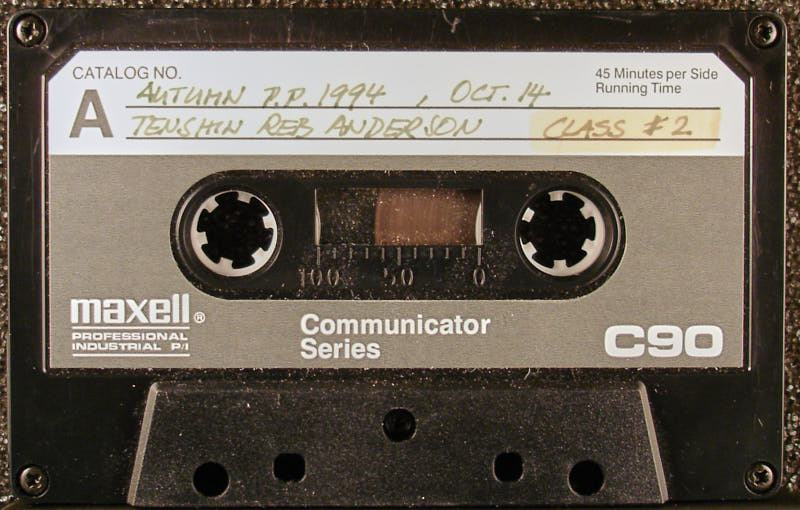 CATALOG NO.
A
AUTUMN P.P. 1994, OCT. 14
45 Minutes per Side
Running Time
TENSHIN REB ANDERSON CLASS #2
100 50 0
maxell®
PROFESSIONAL
INDUSTRIAL P/I
Communicator
Series
C90